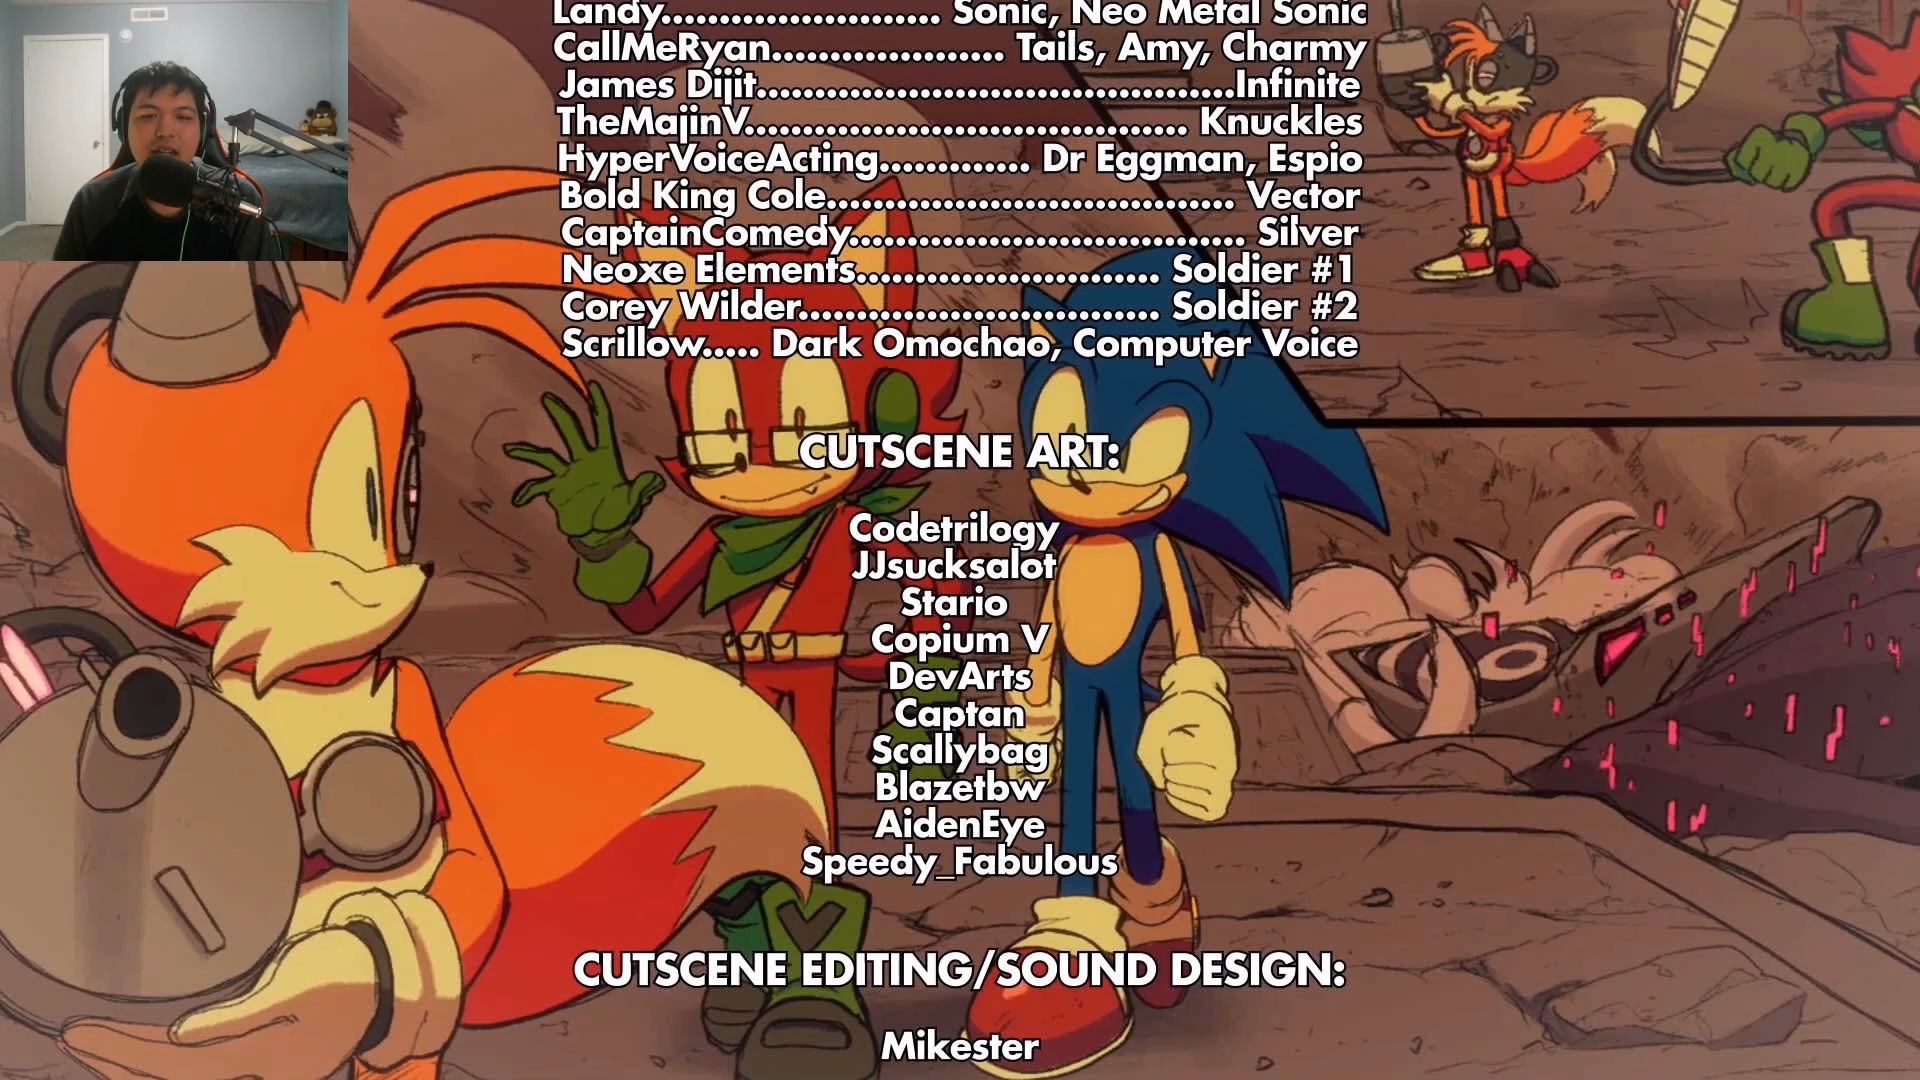 Landy........................ Sonic, Neo Metal Sonic
CallMeRyan.................... Tails, Amy, Charmy
James Dijit.........................................Infinite
TheMajinV...................................... Knuckles
HyperVoiceActing............. Dr Eggman, Espio
Bold King Cole................................... Vector
CaptainComedy.................................. Silver
Neoxe Elements.......................... Soldier #1
Corey Wilder............................... Soldier #2
Scrillow..... Dark Omochao, Computer Voice
CUTSCENE ART:
Codetrilogy
JJsucksalot
Stario
Copium V
DevArts
Captan
Scallybag
Blazetbw
AidenEye
Speedy_Fabulous
CUTSCENE EDITING/SOUND DESIGN:
Mikester